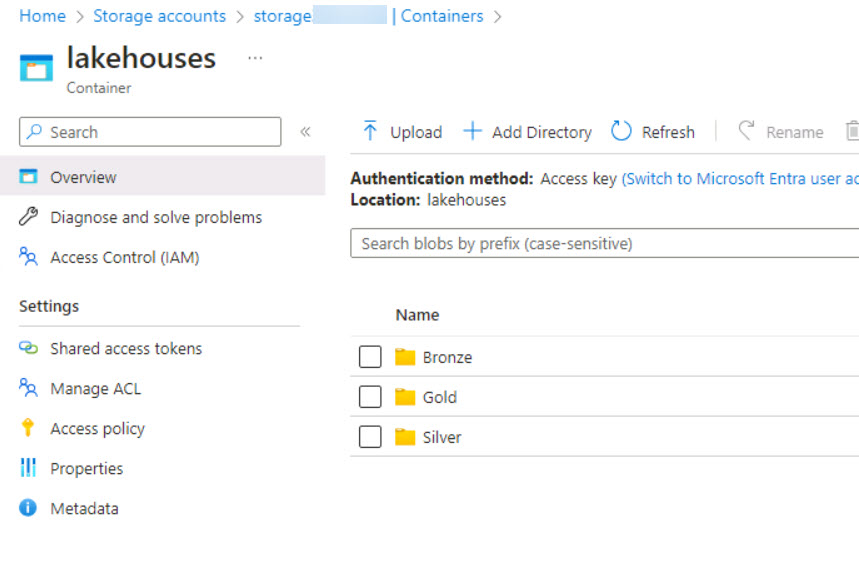 Home > Storage accounts > storage | Containers >
lakehouses ...
Container
Search «
Upload + Add Directory Refresh | Rename
Overview
Authentication method: Access key (Switch to Microsoft Entra user ac
Location: lakehouses
Diagnose and solve problems
Search blobs by prefix (case-sensitive)
Access Control (IAM)
Settings
Shared access tokens
Manage ACL
Access policy
Properties
Metadata
Name
Bronze
Gold
Silver